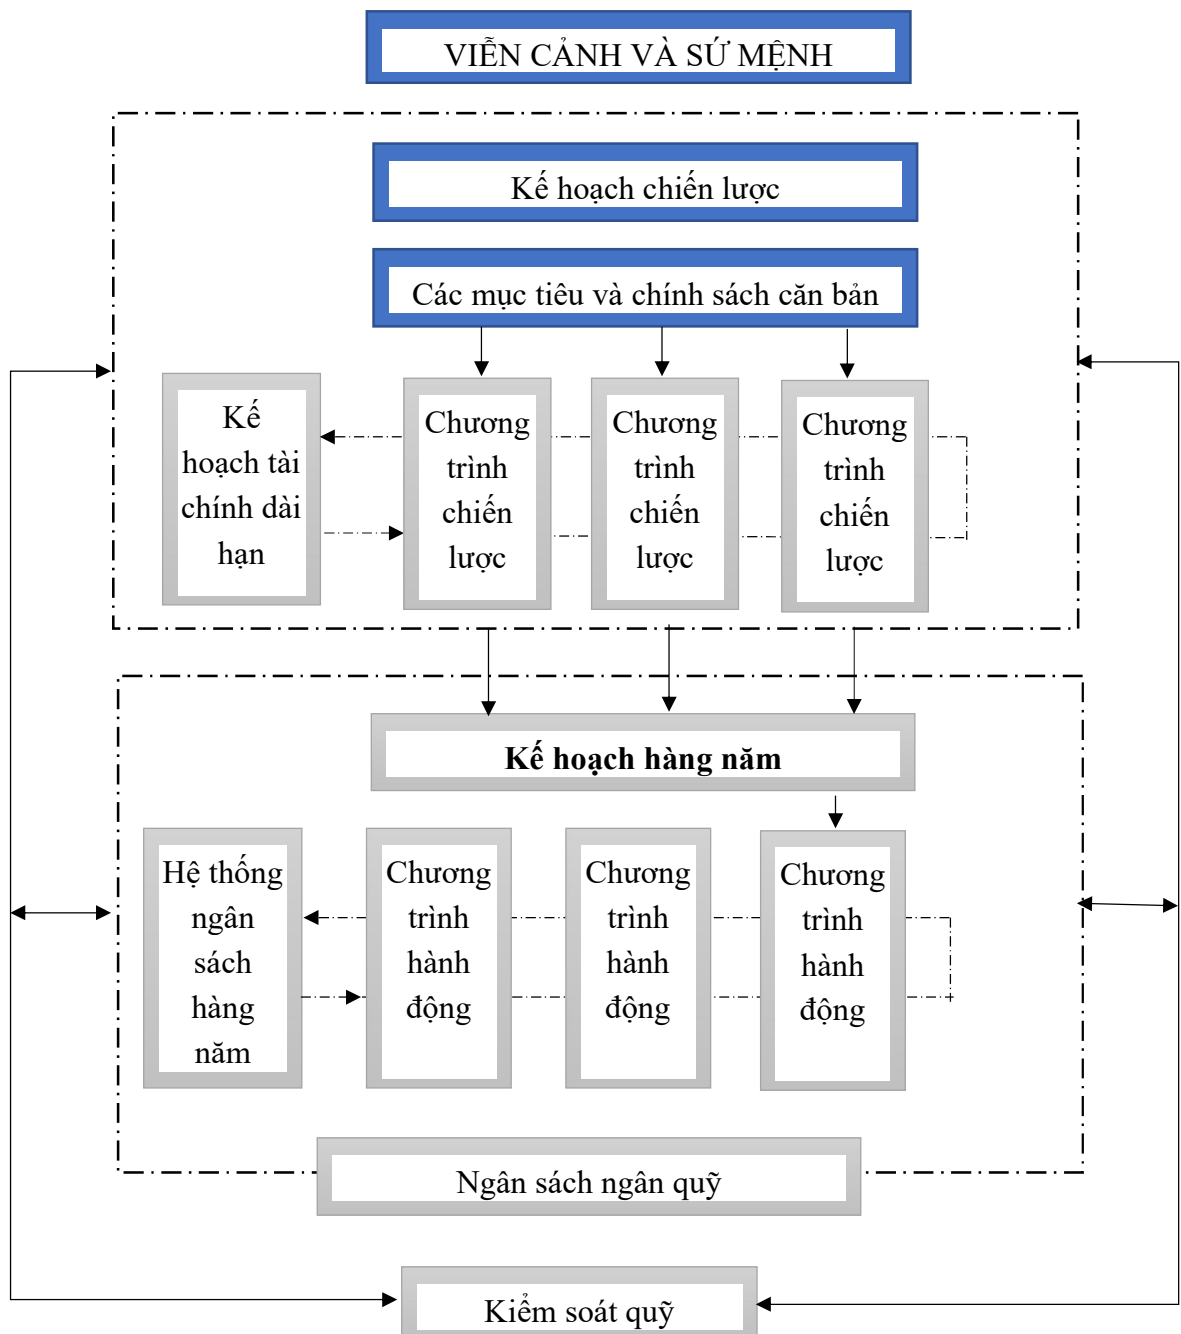 VIỄN CẢNH VÀ SỨ MỆNH
Kế hoạch chiến lược
Các mục tiêu và chính sách căn bản
Kế
hoạch tài
chính dài
hạn
Chương
trình
chiến
lược
Chương
trình
chiến
lược
Chương
trình
chiến
lược
Kế hoạch hàng năm
Hệ thống
ngân
sách
hàng
năm
Chương
trình
hành
động
Chương
trình
hành
động
Chương
trình
hành
động
Ngân sách ngân quỹ
Kiểm soát quỹ